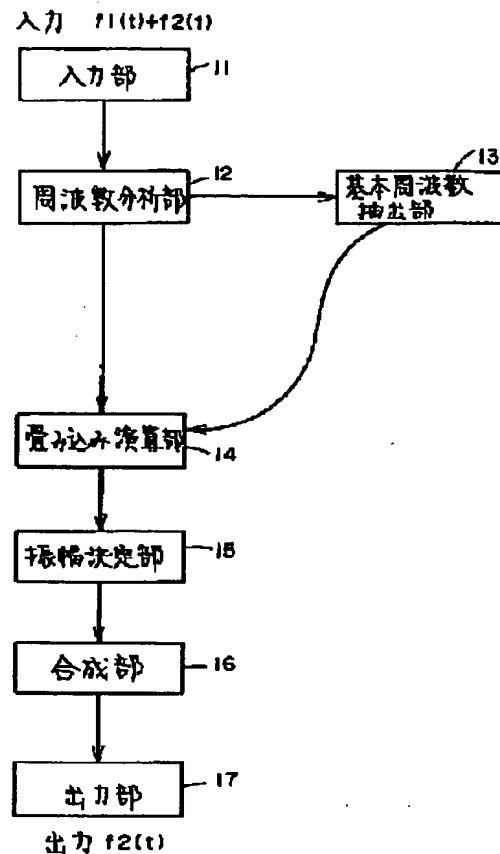 入力 f1(t)+f2(t)
入力部
11
周波数分析部
12
基本周波数
抽出部
13
畳み込み演算部
14
振幅決定部
15
合成部
16
出力部
17
出力 f2(t)